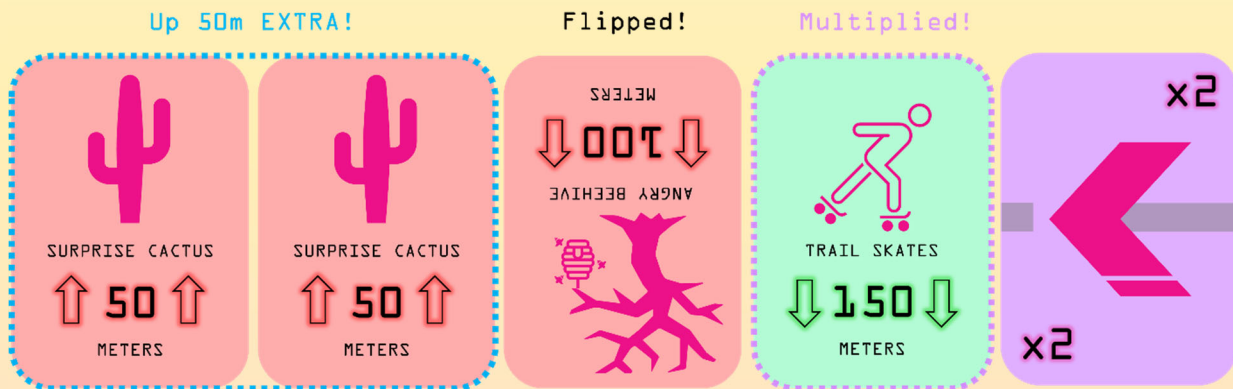 Up 50m EXTRA!
Flipped!
Multiplied!
SURPRISE CACTUS
50
METERS
SURPRISE CACTUS
50
METERS
ANGRY BEEHIVE
100
METERS
TRAIL SKATES
150
METERS
x2
x2